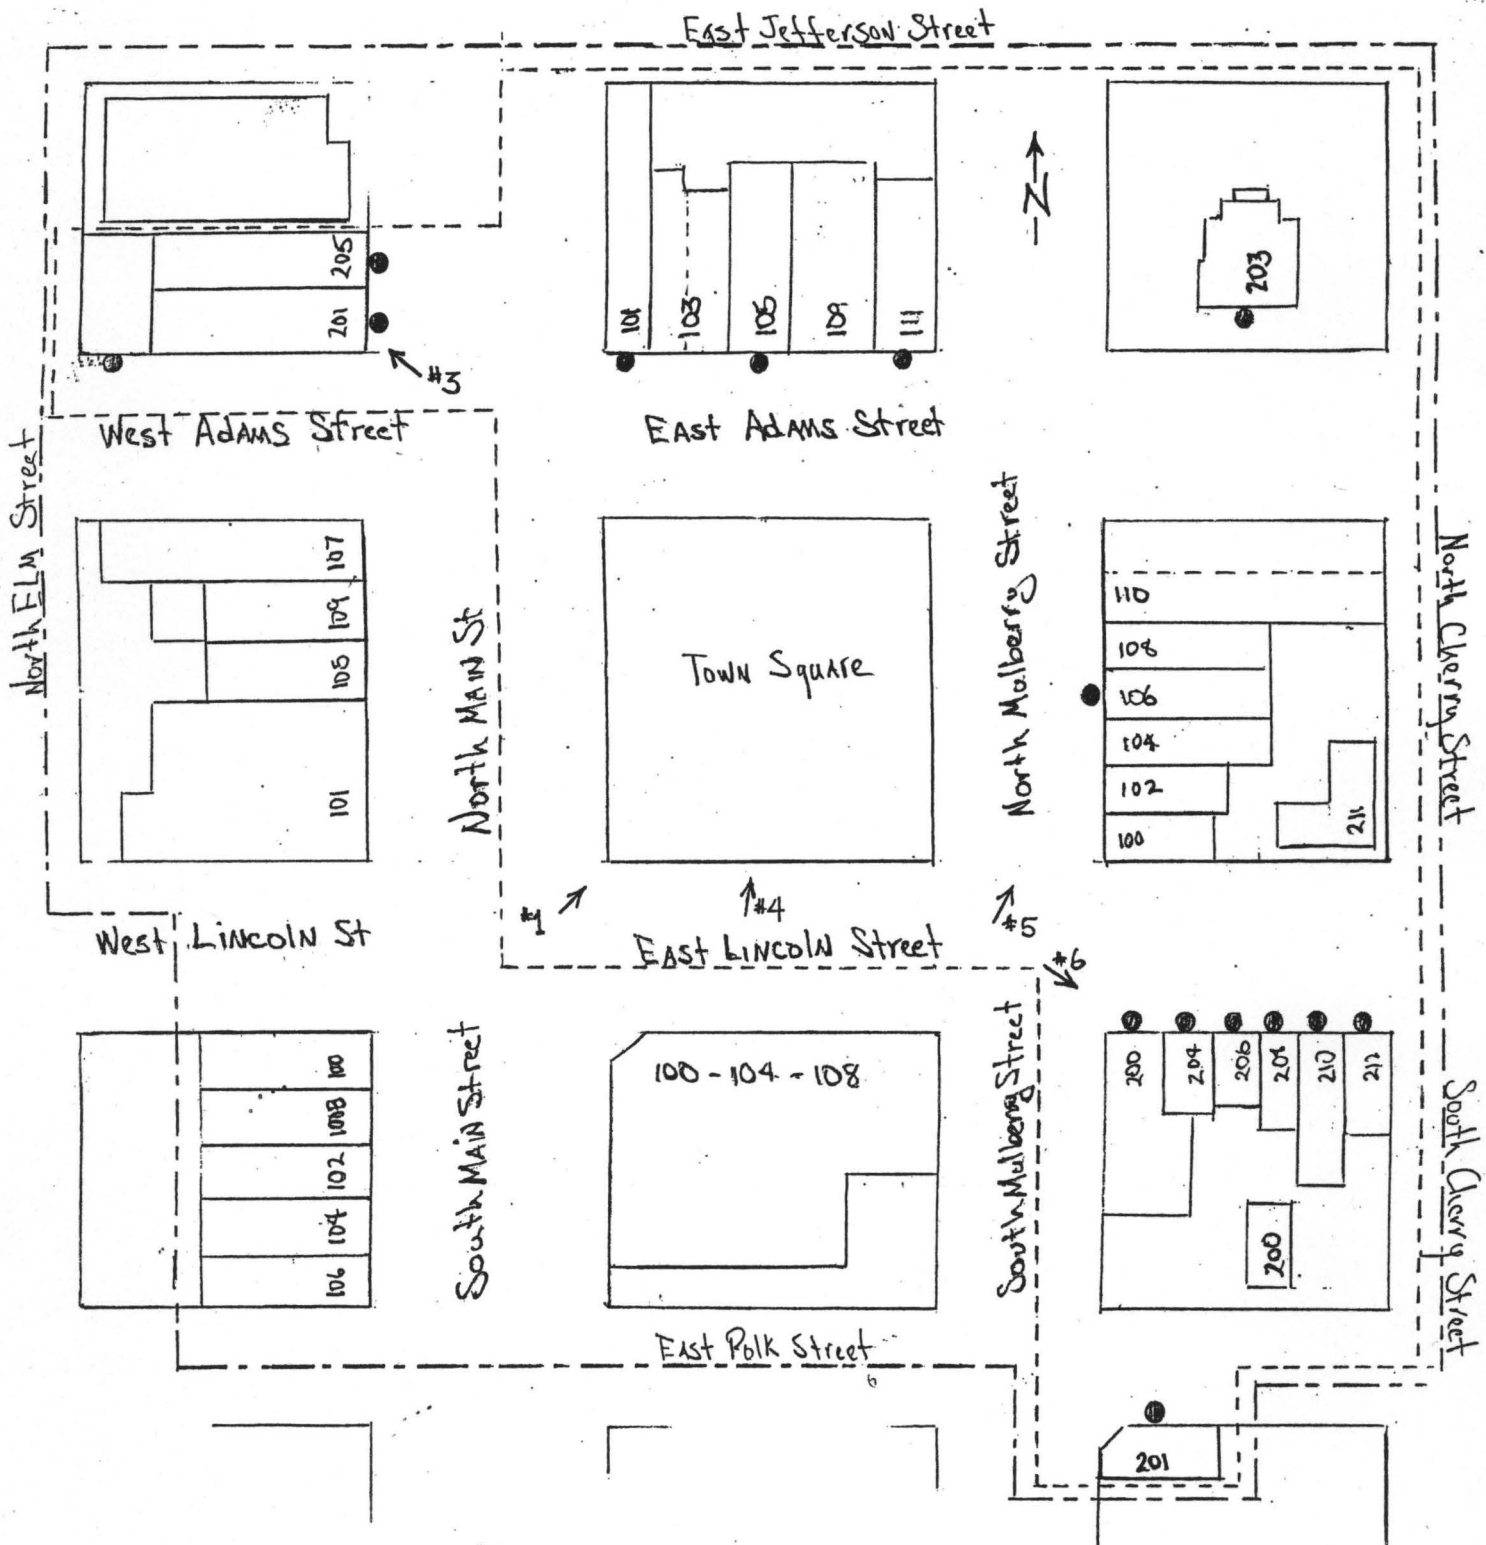 East Jefferson Street
N
205
201
#3
101
103
105
109
111
203
West Adams Street
East Adams Street
North ELM Street
107
109
105
101
North MAIN St
Town Square
North Mulberry Street
110
108
106
104
102
100
211
North Cherry Street
#1
#4
#5
#6
West LINCOLN St
East LINCOLN Street
100
100B
102
104
106
South MAIN Street
100-104-108
South Mulberry Street
200
204
206
208
210
212
200
South Cherry Street
East Polk Street
201